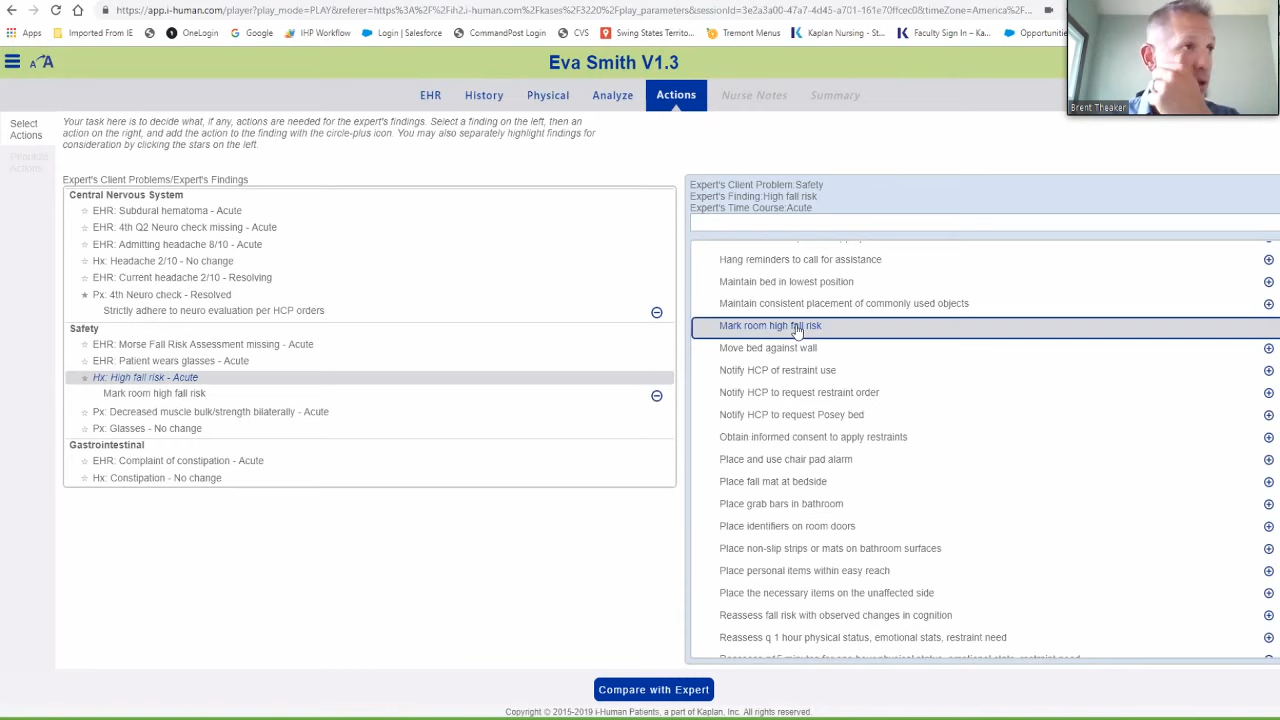 app.i-human.com/player?play_mode=PLAY&referer=https%3A%2F%2Fih2.i-human.com%2Fkases%2F3220%2Fplay_parameters&sessionId=3e2a3a00-47a7-4d45-a701-161e70ffcec0&timeZone=America%2F...
Apps Imported From IE OneLogin Google IHP Workflow Login | Salesforce CommandPost Login CVS Swing States Territo... Tremont Menus Kaplan Nursing - St... Faculty Sign In – Ka... Opportunities
Brent Theaker
AA Eva Smith V1.3
EHR History Physical Analyze Actions Nurse Notes Summary
Select Actions
Prioritize Actions
Your task here is to decide what, if any, actions are needed for the expert's findings. Select a finding on the left, then an
action on the right, and add the action to the finding with the circle-plus icon. You may also separately highlight findings for
consideration by clicking the stars on the left.
Expert's Client Problems/Expert's Findings
Central Nervous System
EHR: Subdural hematoma - Acute
EHR: 4th Q2 Neuro check missing - Acute
EHR: Admitting headache 8/10 - Acute
Hx: Headache 2/10 - No change
EHR: Current headache 2/10 - Resolving
Px: 4th Neuro check - Resolved
Strictly adhere to neuro evaluation per HCP orders
Safety
EHR: Morse Fall Risk Assessment missing - Acute
EHR: Patient wears glasses - Acute
Hx: High fall risk - Acute
Mark room high fall risk
Px: Decreased muscle bulk/strength bilaterally - Acute
Px: Glasses - No change
Gastrointestinal
EHR: Complaint of constipation - Acute
Hx: Constipation - No change
Expert's Client Problem:Safety
Expert's Finding:High fall risk
Expert's Time Course:Acute
Hang reminders to call for assistance
Maintain bed in lowest position
Maintain consistent placement of commonly used objects
Mark room high fall risk
Move bed against wall
Notify HCP of restraint use
Notify HCP to request restraint order
Notify HCP to request Posey bed
Obtain informed consent to apply restraints
Place and use chair pad alarm
Place fall mat at bedside
Place grab bars in bathroom
Place identifiers on room doors
Place non-slip strips or mats on bathroom surfaces
Place personal items within easy reach
Place the necessary items on the unaffected side
Reassess fall risk with observed changes in cognition
Reassess q 1 hour physical status, emotional stats, restraint need
Compare with Expert
Copyright © 2015-2019 i-Human Patients, a part of Kaplan, Inc. All rights reserved.